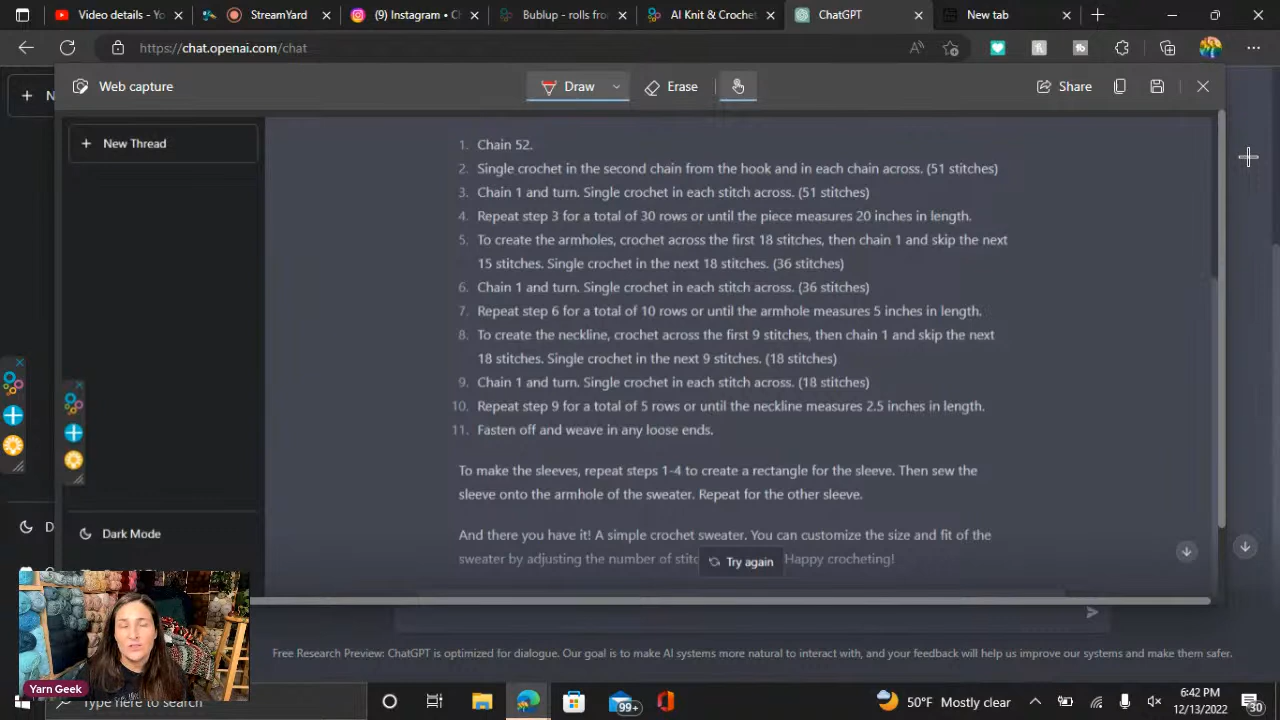 Video details - Yo
StreamYard
(9) Instagram • C
Bublup - rolls fro
AI Knit & Croche
ChatGPT
New tab
https://chat.openai.com/chat
Web capture
Draw
Erase
Share
N
New Thread
1. Chain 52.
2. Single crochet in the second chain from the hook and in each chain across. (51 stitches)
3. Chain 1 and turn. Single crochet in each stitch across. (51 stitches)
4. Repeat step 3 for a total of 30 rows or until the piece measures 20 inches in length.
5. To create the armholes, crochet across the first 18 stitches, then chain 1 and skip the next
15 stitches. Single crochet in the next 18 stitches. (36 stitches)
6. Chain 1 and turn. Single crochet in each stitch across. (36 stitches)
7. Repeat step 6 for a total of 10 rows or until the armhole measures 5 inches in length.
8. To create the neckline, crochet across the first 9 stitches, then chain 1 and skip the next
18 stitches. Single crochet in the next 9 stitches. (18 stitches)
9. Chain 1 and turn. Single crochet in each stitch across. (18 stitches)
10. Repeat step 9 for a total of 5 rows or until the neckline measures 2.5 inches in length.
11. Fasten off and weave in any loose ends.
To make the sleeves, repeat steps 1-4 to create a rectangle for the sleeve. Then sew the
sleeve onto the armhole of the sweater. Repeat for the other sleeve.
And there you have it! A simple crochet sweater. You can customize the size and fit of the
sweater by adjusting the number of stitc
Happy crocheting!
Try again
D
Dark Mode
Free Research Preview: ChatGPT is optimized for dialogue. Our goal is to make AI systems more natural to interact with, and your feedback will help us improve our systems and make them safer.
Yarn Geek
Type here to search
99+
50°F Mostly clear
6:42 PM
12/13/2022
30